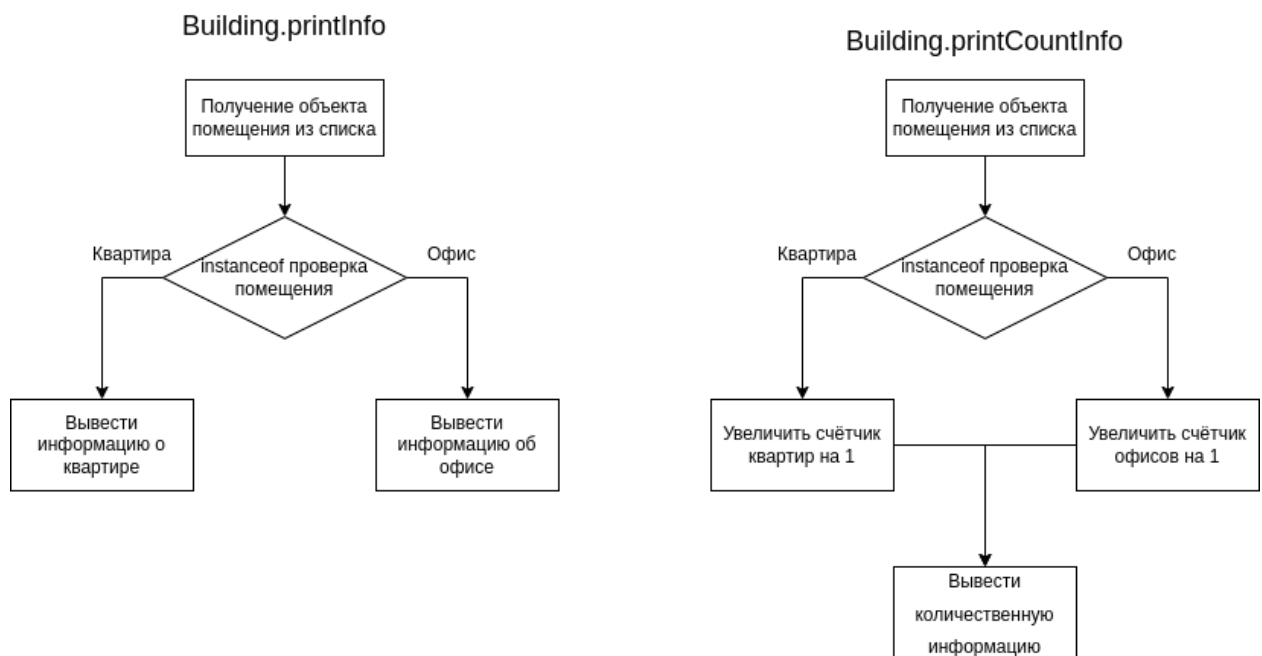 Building.printInfo
Получение объекта
помещения из списка
Квартира
instanceof проверка
помещения
Офис
Вывести
информацию о
квартире
Вывести
информацию об
офисе
Building.printCountInfo
Получение объекта
помещения из списка
Квартира
instanceof проверка
помещения
Офис
Увеличить счётчик
квартир на 1
Увеличить счётчик
офисов на 1
Вывести
количественную
информацию